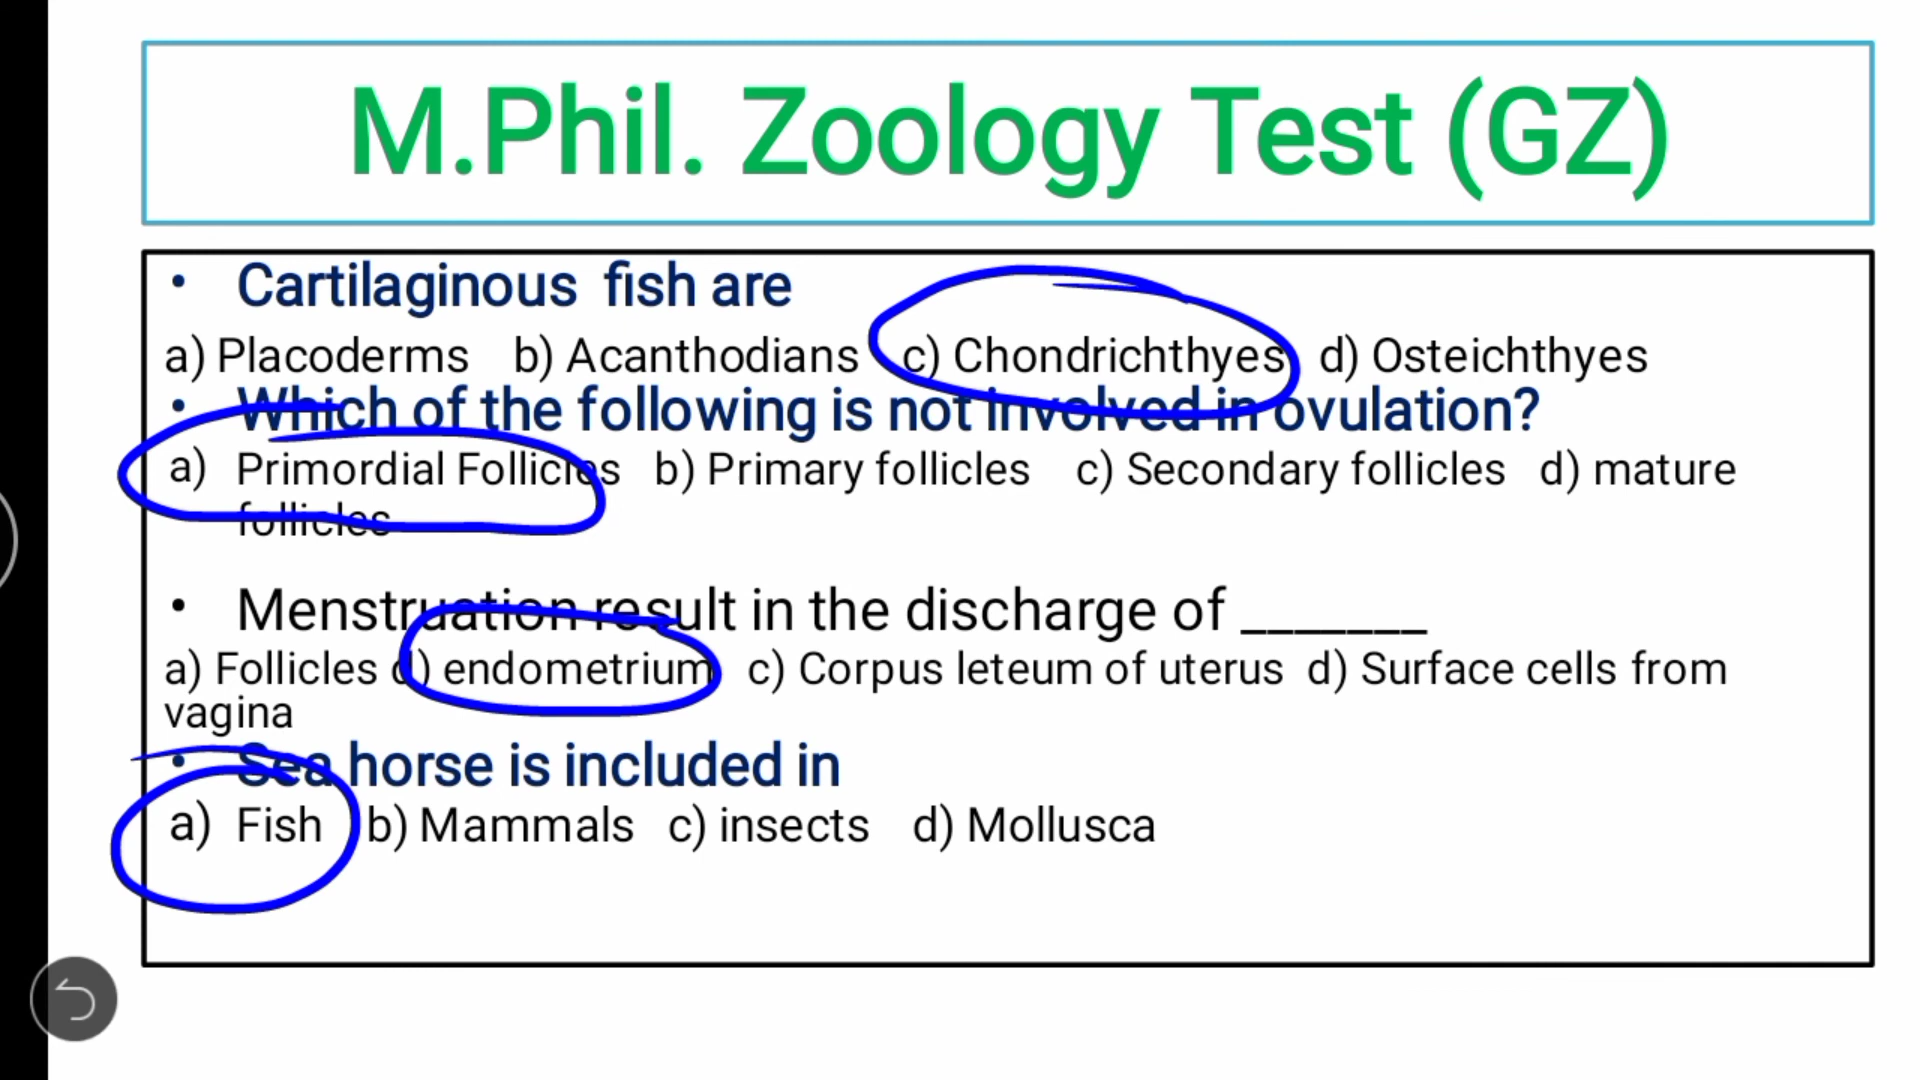 M.Phil. Zoology Test (GZ)
• Cartilaginous fish are
a) Placoderms b) Acanthodians c) Chondrichthyes d) Osteichthyes
• Which of the following is not involved in ovulation?
a) Primordial Follicles b) Primary follicles c) Secondary follicles d) mature
follicles
• Menstruation result in the discharge of _______
a) Follicles d) endometrium c) Corpus leteum of uterus d) Surface cells from
vagina
• Sea horse is included in
a) Fish b) Mammals c) insects d) Mollusca